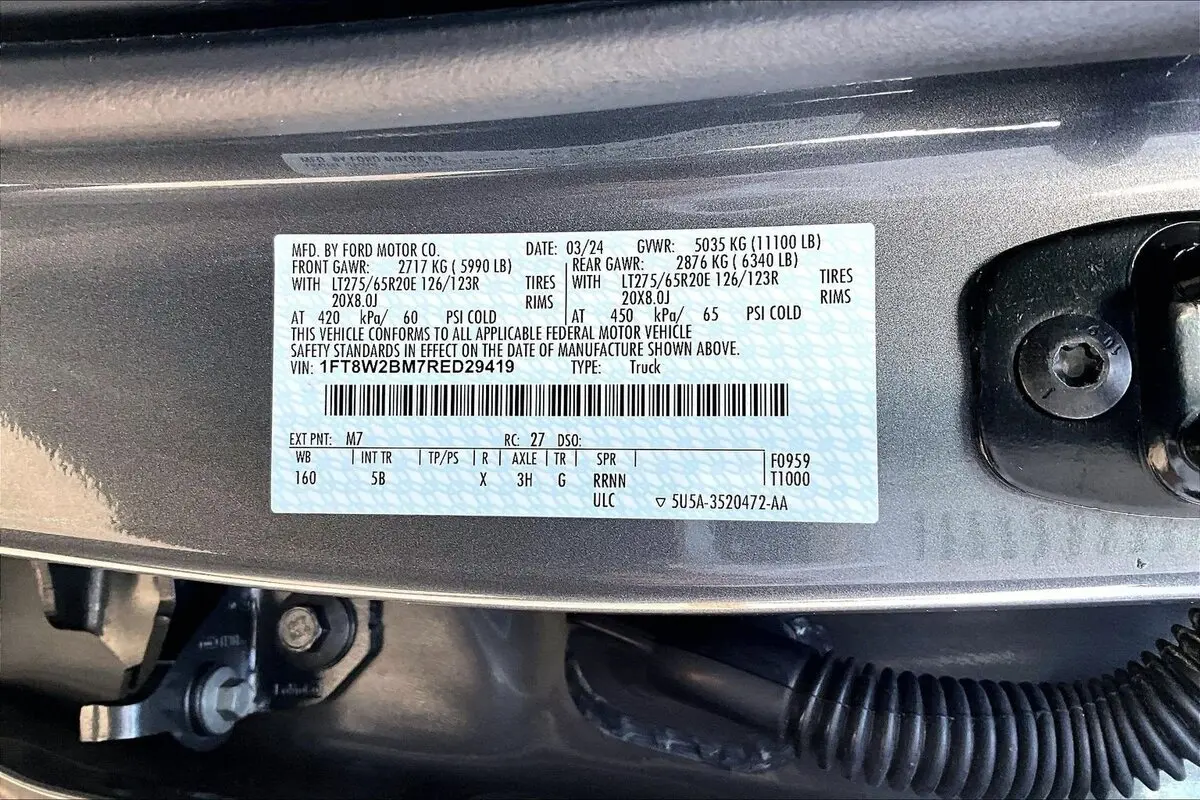 MFD. BY FORD MOTOR CO.
MFD. BY FORD MOTOR CO. DATE: 03/24 GVWR: 5035 KG (11100 LB)
FRONT GAWR: 2717 KG ( 5990 LB) REAR GAWR: 2876 KG ( 6340 LB)
WITH LT275/65R20E 126/123R TIRES WITH LT275/65R20E 126/123R TIRES
20X8.0J RIMS 20X8.0J RIMS
AT 420 kPa/ 60 PSI COLD AT 450 kPa/ 65 PSI COLD
THIS VEHICLE CONFORMS TO ALL APPLICABLE FEDERAL MOTOR VEHICLE
SAFETY STANDARDS IN EFFECT ON THE DATE OF MANUFACTURE SHOWN ABOVE.
VIN: 1FT8W2BM7RED29419 TYPE: Truck
EXT PNT: M7 RC: 27 DSO:
WB | INT TR | TP/PS | R | AXLE | TR | SPR | F0959
160 5B X 3H G RRNN T1000
ULC ▽ 5U5A-3520472-AA